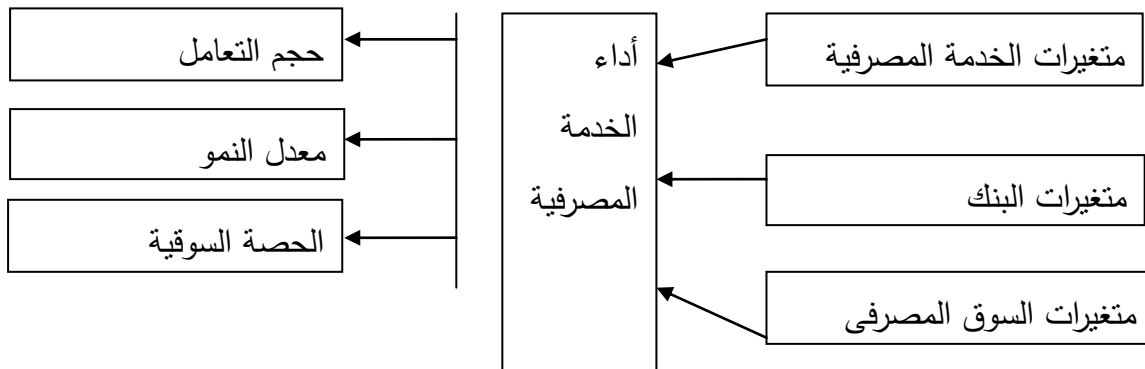 متغيرات الخدمة المصرفية
متغيرات البنك
متغيرات السوق المصرفى
أداء
الخدمة
المصرفية
حجم التعامل
معدل النمو
الحصة السوقية